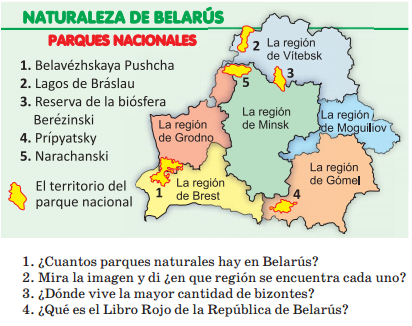 NATURALEZA DE BELARÚS
PARQUES NACIONALES
1. Belavézhskaya Pushcha
2. Lagos de Bráslau
3. Reserva de la biósfera
Berézinski
4. Prípyatsky
5. Narachanski
El territorio del
parque nacional
2
La región
de Vítebsk
5
3
La región
de Minsk
La región
de Grodno
La región
de Moguiliov
La región
de Brest
1
La región
de Gómel
4
1. ¿Cuantos parques naturales hay en Belarús?
2. Mira la imagen y di ¿en que región se encuentra cada uno?
3. ¿Dónde vive la mayor cantidad de bizontes?
4. ¿Qué es el Libro Rojo de la República de Belarús?